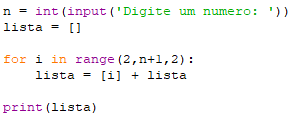 n = int(input('Digite um numero: '))
lista = []
for i in range(2,n+1,2):
    lista = [i] + lista
print(lista)